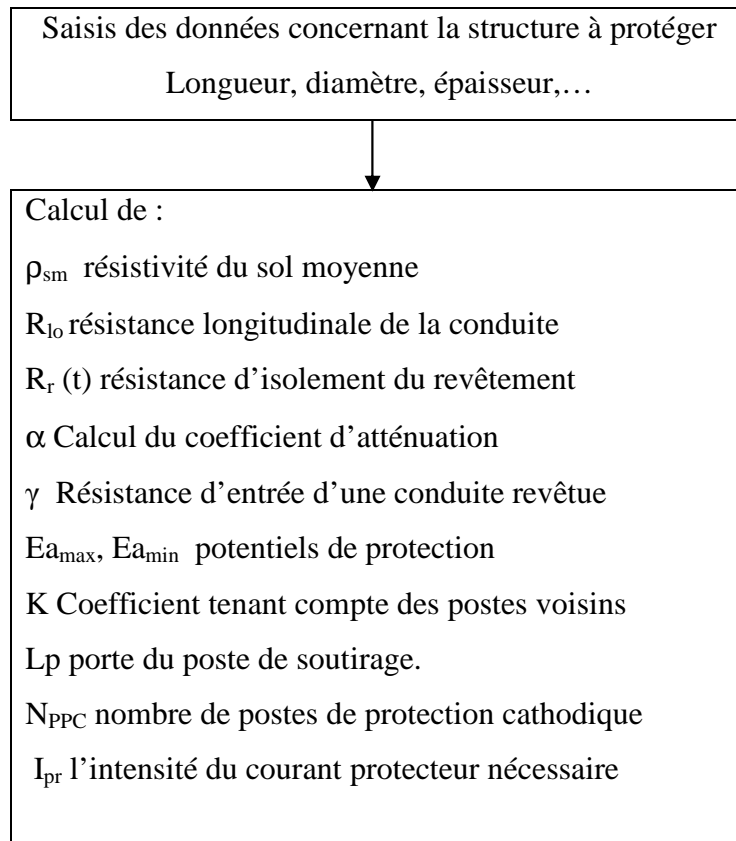 Saisis des données concernant la structure à protéger
Longueur, diamètre, épaisseur,…
Calcul de :
ρsm résistivité du sol moyenne
Rlo résistance longitudinale de la conduite
Rr (t) résistance d’isolement du revêtement
α Calcul du coefficient d’atténuation
γ Résistance d’entrée d’une conduite revêtue
Eamax, Eamin potentiels de protection
K Coefficient tenant compte des postes voisins
Lp porte du poste de soutirage.
NPPC nombre de postes de protection cathodique
Ipr l’intensité du courant protecteur nécessaire